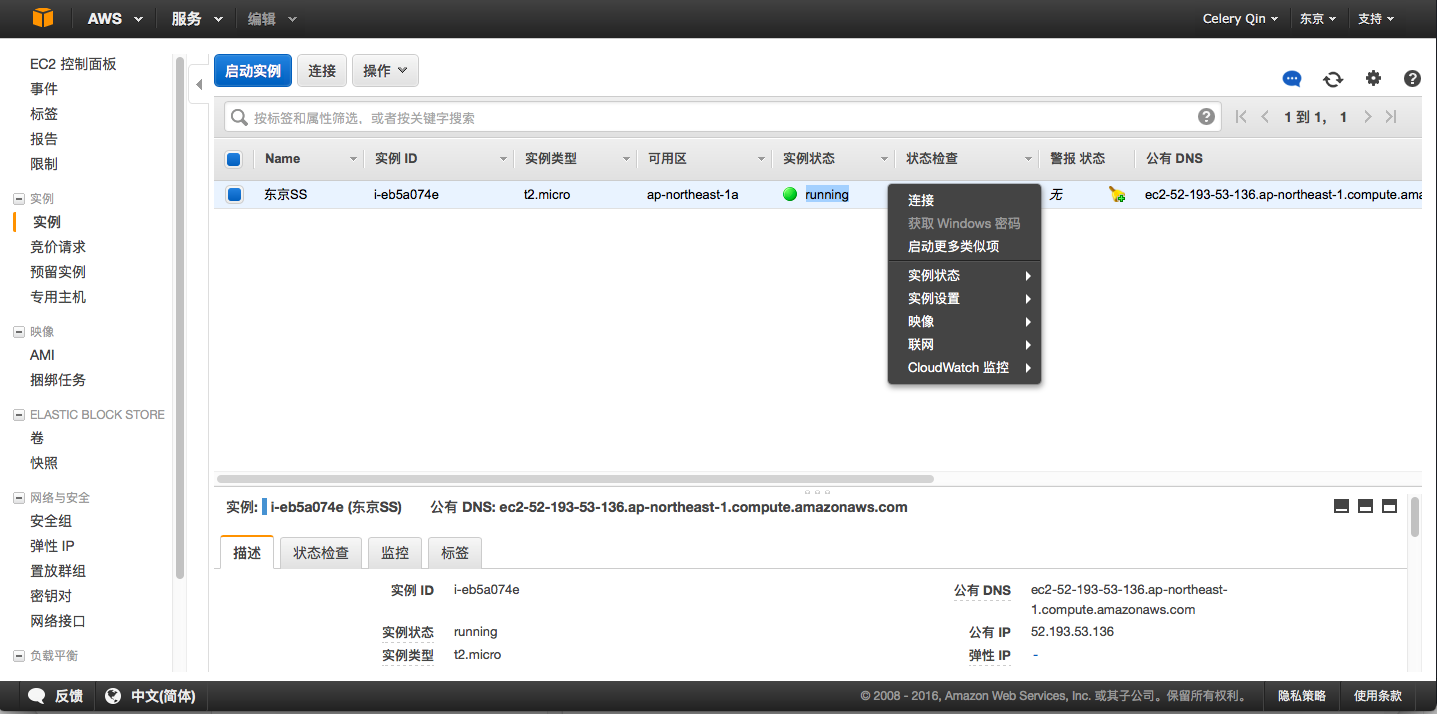 AWS 服务 编辑 Celery Qin 东京 支持
EC2 控制面板
事件
标签
报告
限制
实例
实例
竞价请求
预留实例
专用主机
映像
AMI
捆绑任务
ELASTIC BLOCK STORE
卷
快照
网络与安全
安全组
弹性 IP
置放群组
密钥对
网络接口
负载平衡
启动实例 连接 操作
按标签和属性筛选，或者按关键字搜索 1 到 1， 1
Name 实例 ID 实例类型 可用区 实例状态 状态检查 警报 状态 公有 DNS
东京SS i-eb5a074e t2.micro ap-northeast-1a running 无 ec2-52-193-53-136.ap-northeast-1.compute.ama
连接
获取 Windows 密码
启动更多类似项
实例状态
实例设置
映像
联网
CloudWatch 监控
实例: i-eb5a074e (东京SS) 公有 DNS: ec2-52-193-53-136.ap-northeast-1.compute.amazonaws.com
描述 状态检查 监控 标签
实例 ID i-eb5a074e
公有 DNS ec2-52-193-53-136.ap-northeast-
1.compute.amazonaws.com
实例状态 running
公有 IP 52.193.53.136
实例类型 t2.micro
弹性 IP -
反馈 中文(简体) © 2008 - 2016, Amazon Web Services, Inc. 或其子公司。保留所有权利。 隐私策略 使用条款